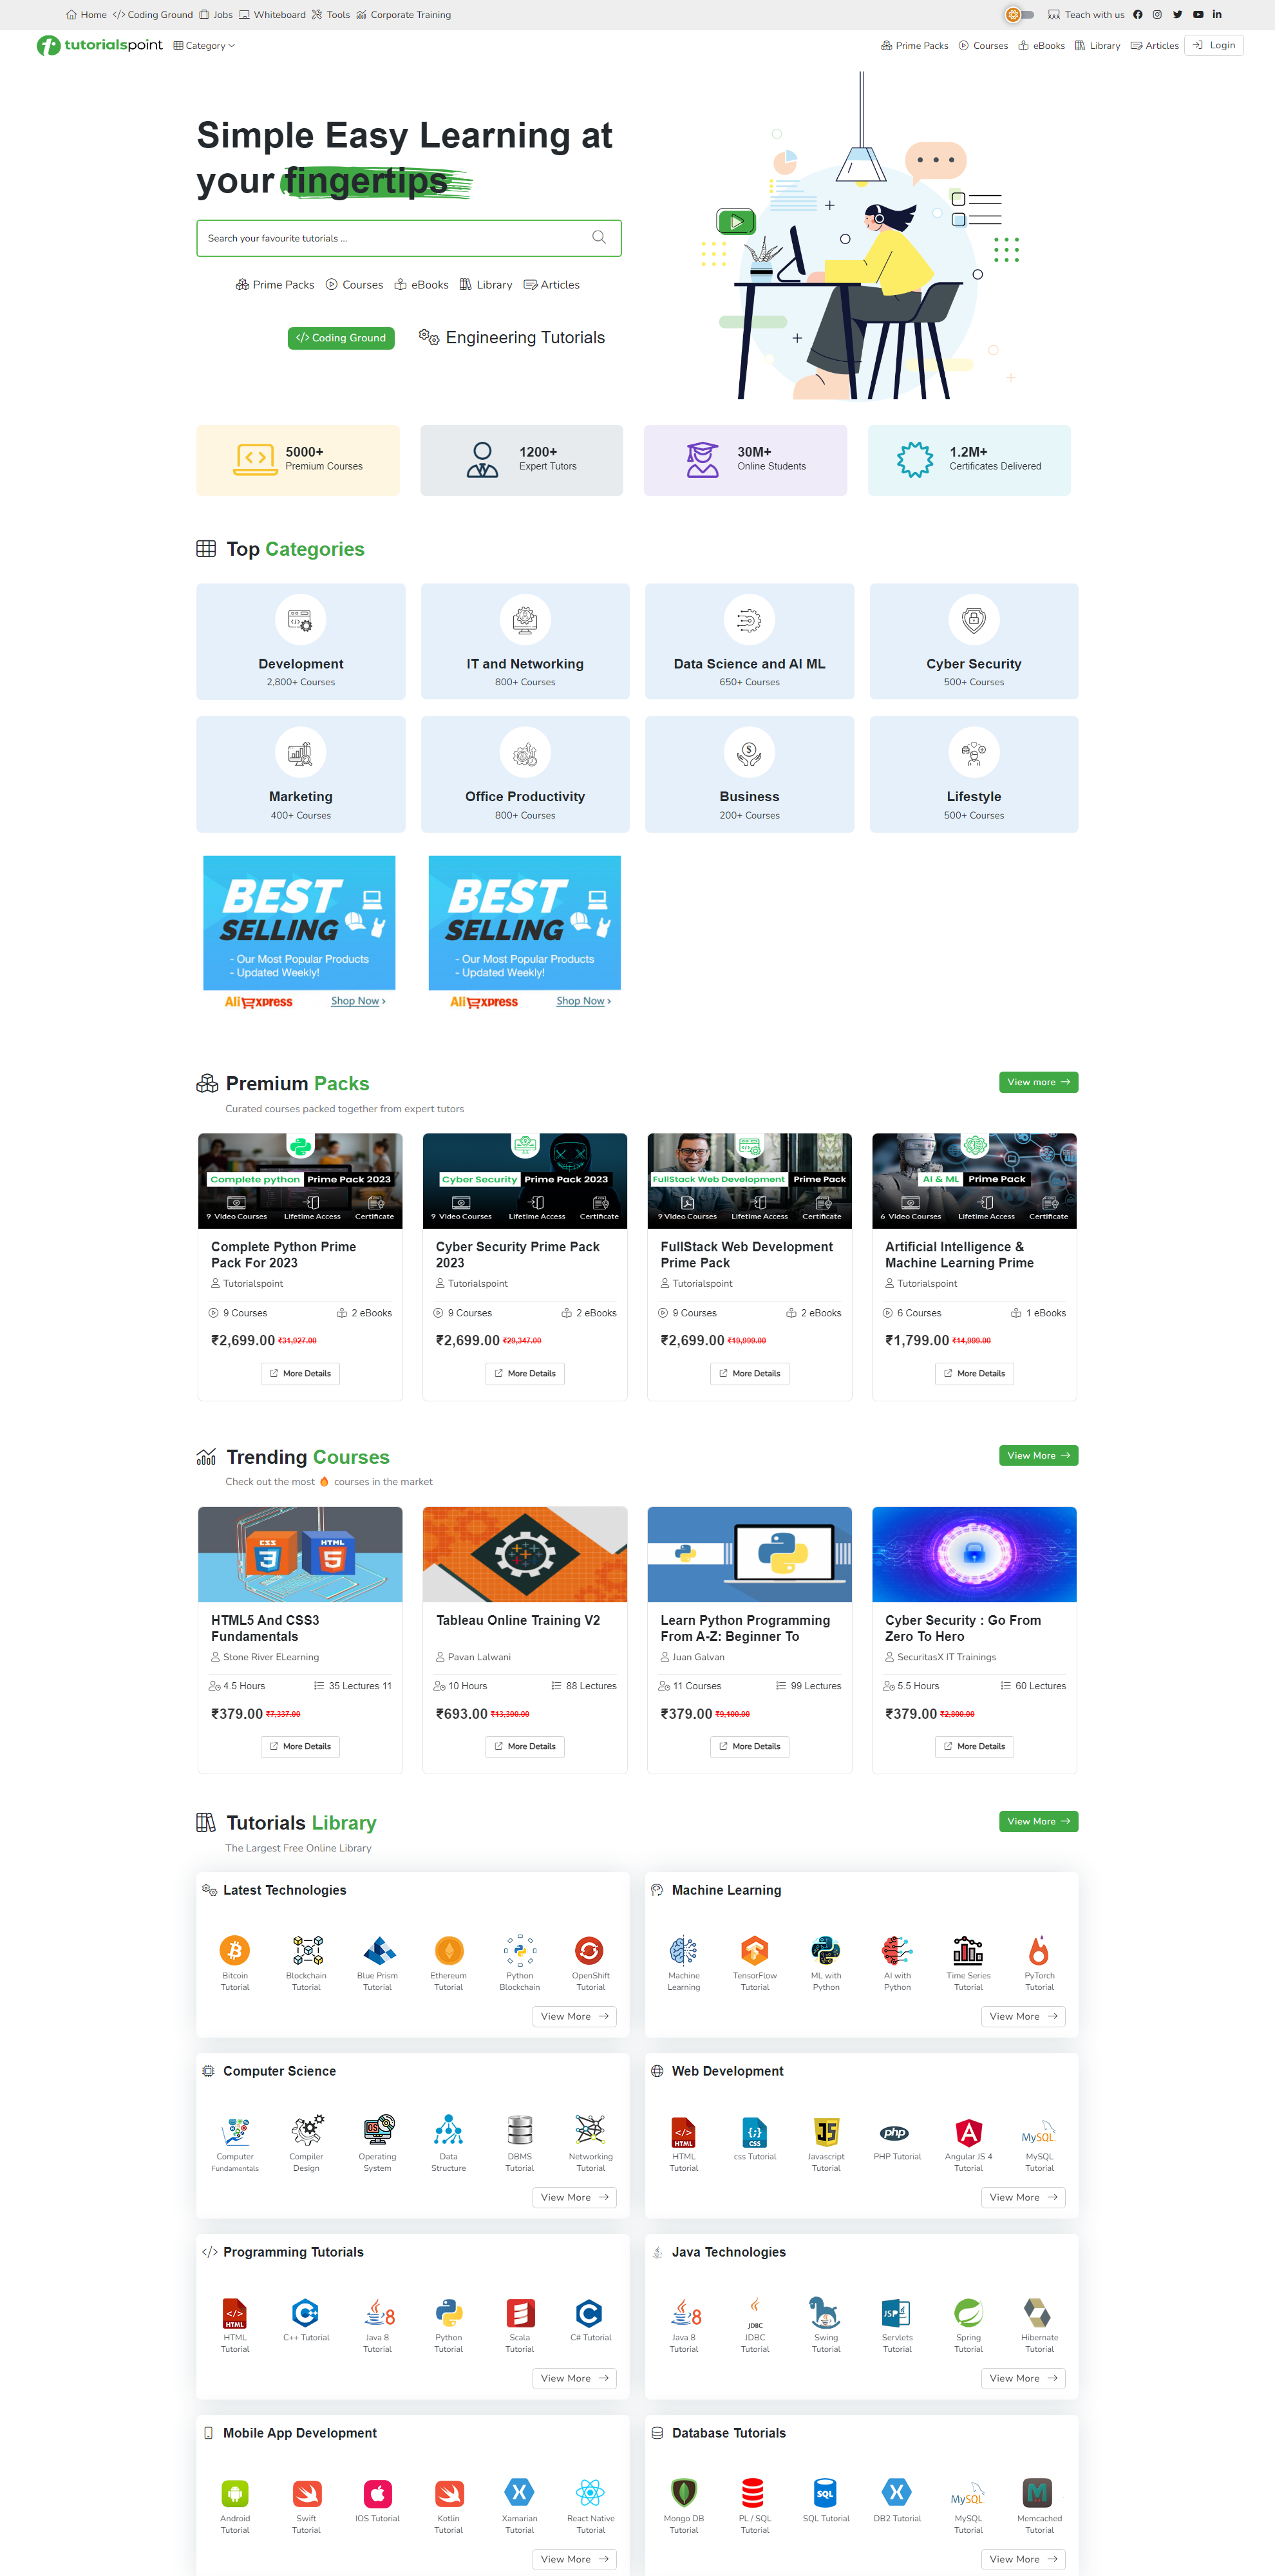 Home Coding Ground Jobs Whiteboard Tools Corporate Training Teach with us
tutorialspoint Category Prime Packs Courses eBooks Library Articles Login
Simple Easy Learning at
your fingertips
Search your favourite tutorials ...
Prime Packs Courses eBooks Library Articles
</> Coding Ground Engineering Tutorials
5000+ 1200+ 30M+ 1.2M+
Premium Courses Expert Tutors Online Students Certificates Delivered
Top Categories
Development IT and Networking Data Science and AI ML Cyber Security
2,800+ Courses 800+ Courses 650+ Courses 500+ Courses
Marketing Office Productivity Business Lifestyle
400+ Courses 800+ Courses 200+ Courses 500+ Courses
BEST BEST
SELLING SELLING
- Our Most Popular Products - Our Most Popular Products
- Updated Weekly! - Updated Weekly!
AliExpress Shop Now › AliExpress Shop Now ›
Premium Packs View more
Curated courses packed together from expert tutors
Complete python Prime Pack 2023 Cyber Security Prime Pack 2023 FullStack Web Development Prime Pack AI & ML Prime Pack
9 Video Courses Lifetime Access Certificate 9 Video Courses Lifetime Access Certificate 9 Video Courses Lifetime Access Certificate 6 Video Courses Lifetime Access Certificate
Complete Python Prime Cyber Security Prime Pack FullStack Web Development Artificial Intelligence &
Pack For 2023 2023 Prime Pack Machine Learning Prime
Tutorialspoint Tutorialspoint Tutorialspoint Tutorialspoint
9 Courses 2 eBooks 9 Courses 2 eBooks 9 Courses 2 eBooks 6 Courses 1 eBooks
₹2,699.00 ₹31,927.00 ₹2,699.00 ₹29,347.00 ₹2,699.00 ₹19,999.00 ₹1,799.00 ₹14,999.00
More Details More Details More Details More Details
Trending Courses View More
Check out the most courses in the market
CSS 3 HTML 5
HTML5 And CSS3 Tableau Online Training V2 Learn Python Programming Cyber Security : Go From
Fundamentals From A-Z: Beginner To Zero To Hero
Stone River ELearning Pavan Lalwani Juan Galvan SecuritasX IT Trainings
4.5 Hours 35 Lectures 11 10 Hours 88 Lectures 11 Courses 99 Lectures 5.5 Hours 60 Lectures
₹379.00 ₹7,337.00 ₹693.00 ₹13,300.00 ₹379.00 ₹9,100.00 ₹379.00 ₹2,800.00
More Details More Details More Details More Details
Tutorials Library View More
The Largest Free Online Library
Latest Technologies Machine Learning
Bitcoin Blockchain Blue Prism Ethereum Python OpenShift Machine TensorFlow ML with AI with Time Series PyTorch
Tutorial Tutorial Tutorial Tutorial Blockchain Tutorial Learning Tutorial Python Python Tutorial Tutorial
View More View More
Computer Science Web Development
OS </> HTML {;} CSS JS php MySQL
Computer Compiler Operating Data DBMS Networking HTML css Tutorial Javascript PHP Tutorial Angular JS 4 MySQL
Fundamentals Design System Structure Tutorial Tutorial Tutorial Tutorial Tutorial Tutorial
View More View More
</> Programming Tutorials Java Technologies
</> HTML C++ 8 C 8 JDBC JSP
HTML C++ Tutorial Java 8 Python Scala C# Tutorial Java 8 JDBC Swing Servlets Spring Hibernate
Tutorial Tutorial Tutorial Tutorial Tutorial Tutorial Tutorial Tutorial Tutorial Tutorial
View More View More
Mobile App Development Database Tutorials
X SQL X MySQL M
Android Swift IOS Tutorial Kotlin Xamarian React Native Mongo DB PL / SQL SQL Tutorial DB2 Tutorial MySQL Memcached
Tutorial Tutorial Tutorial Tutorial Tutorial Tutorial Tutorial Tutorial Tutorial
View More View More